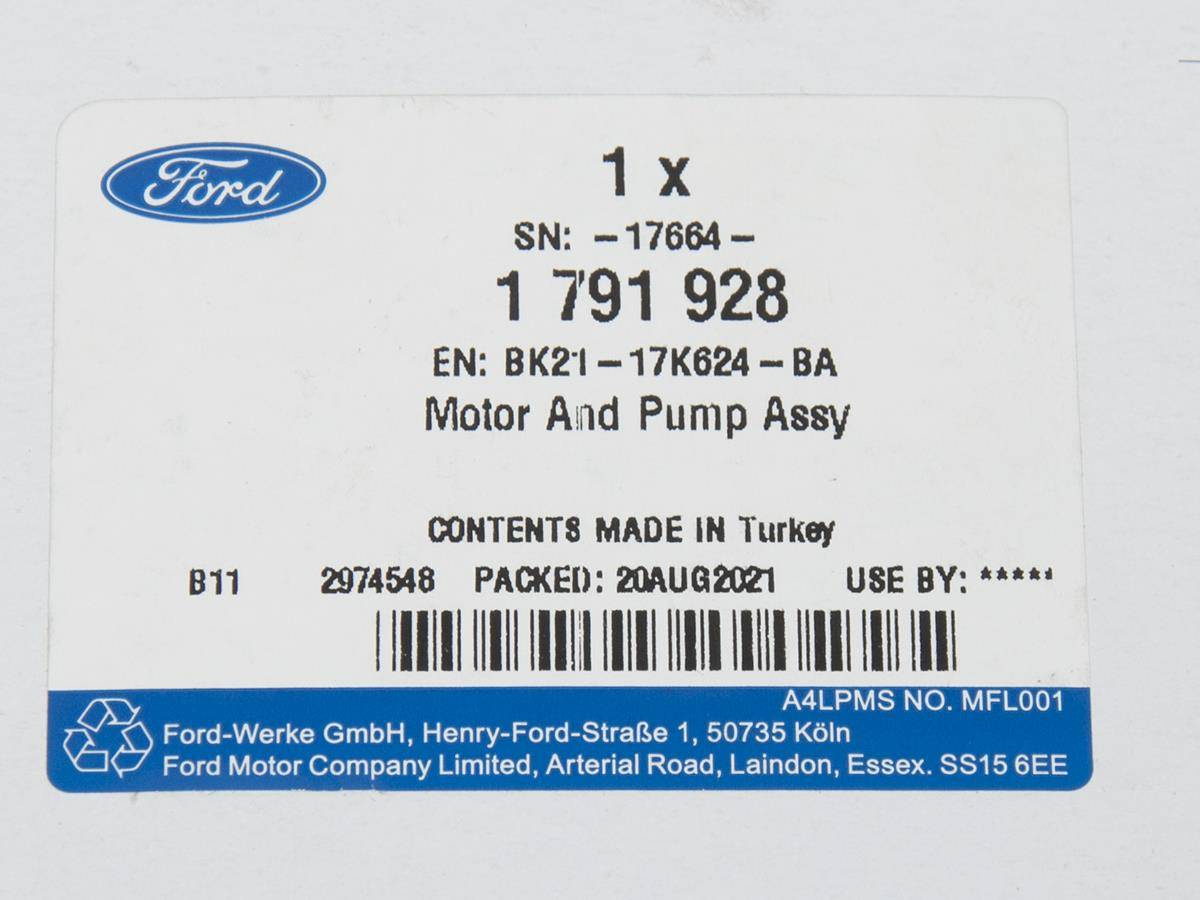 Ford
1 x
SN: -17664-
1 791 928
EN: BK21-17K624-BA
Motor And Pump Assy
CONTENTS MADE IN Turkey
B11 2974548 PACKED: 20AUG2021 USE BY: *****
A4LPMS NO. MFL001
Ford-Werke GmbH, Henry-Ford-Straße 1, 50735 Köln
Ford Motor Company Limited, Arterial Road, Laindon, Essex. SS15 6EE